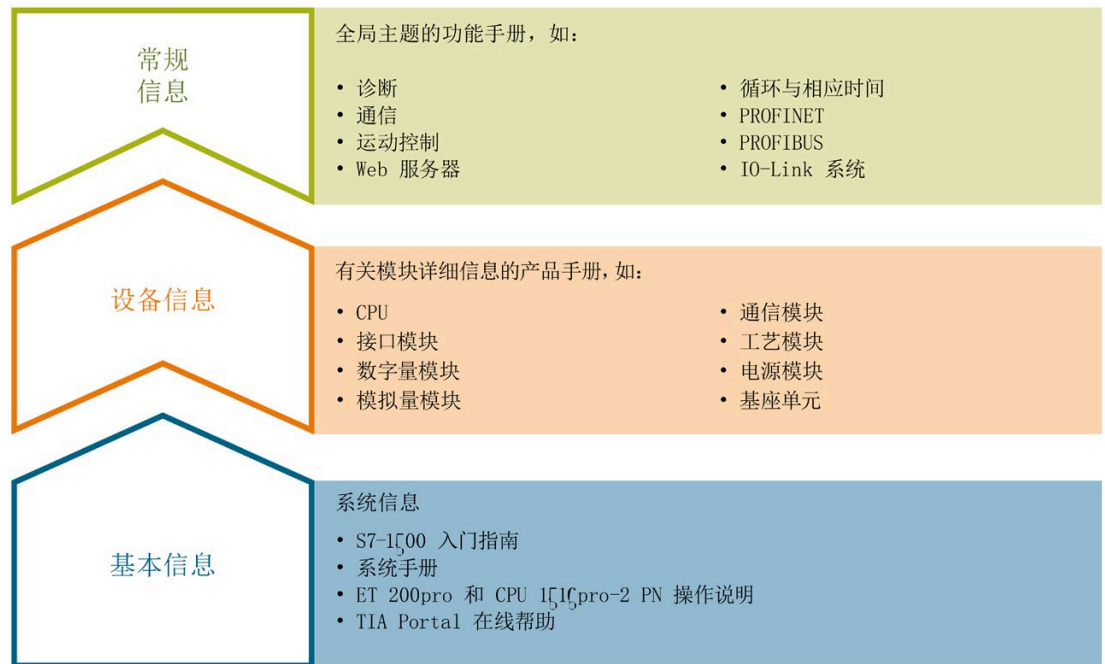 常规
信息
全局主题的功能手册，如：
• 诊断
• 通信
• 运动控制
• Web 服务器
• 循环与相应时间
• PROFINET
• PROFIBUS
• IO-Link 系统
设备信息
有关模块详细信息的产品手册，如：
• CPU
• 接口模块
• 数字量模块
• 模拟量模块
• 通信模块
• 工艺模块
• 电源模块
• 基座单元
基本信息
系统信息
• S7-1500 入门指南
• 系统手册
• ET 200pro 和 CPU 1516pro-2 PN 操作说明
• TIA Portal 在线帮助